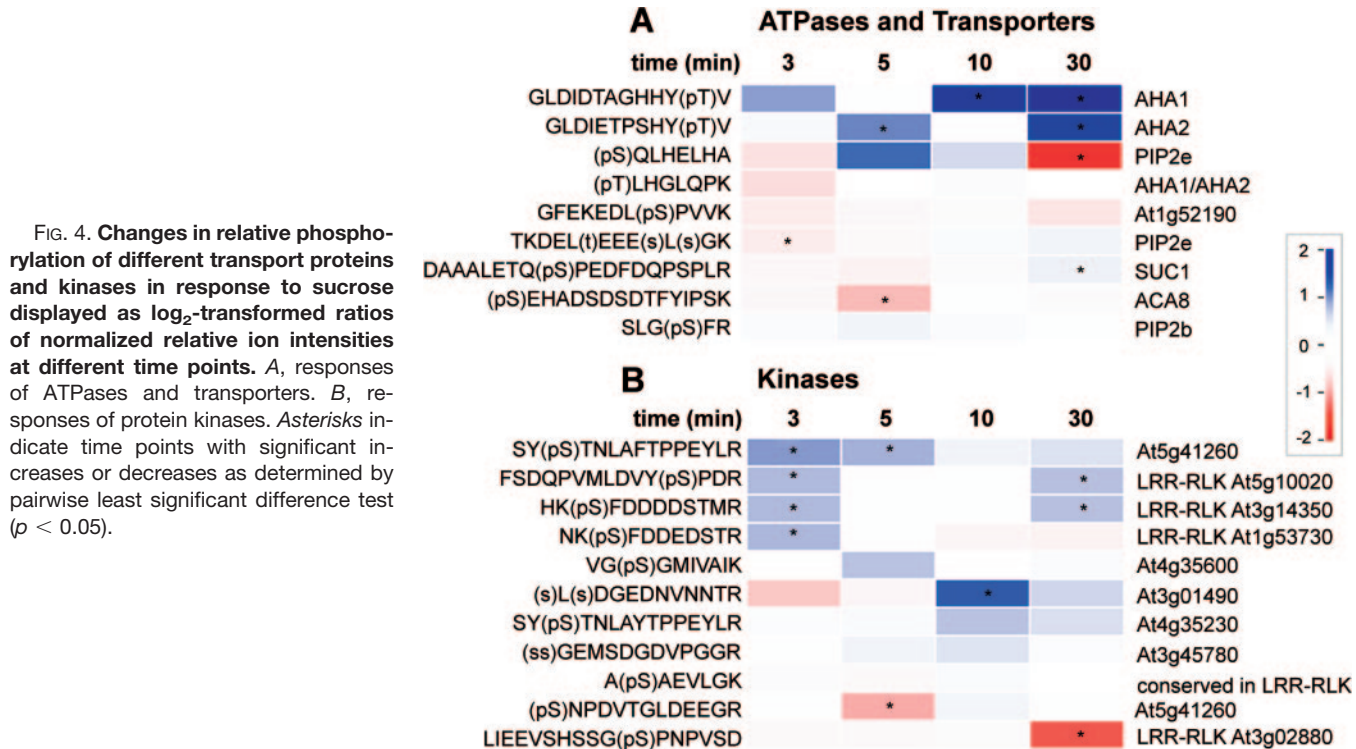 FIG. 4. Changes in relative phospho-
rylation of different transport proteins
and kinases in response to sucrose
displayed as log2-transformed ratios
of normalized relative ion intensities
at different time points. A, responses
of ATPases and transporters. B, re-
sponses of protein kinases. Asterisks in-
dicate time points with significant in-
creases or decreases as determined by
pairwise least significant difference test
(p < 0.05).
A ATPases and Transporters
time (min) 3 5 10 30
GLDIDTAGHHY(pT)V * * AHA1
GLDIETPSHY(pT)V * * AHA2
(pS)QLHELHA * PIP2e
(pT)LHGLQPK AHA1/AHA2
GFEKEDL(pS)PVVK At1g52190
TKDEL(t)EEE(s)L(s)GK * PIP2e
DAAALETQ(pS)PEDFDQPSPLR * SUC1
(pS)EHADSDSDTFYIPSK * ACA8
SLG(pS)FR PIP2b
2
1
0
-1
-2
B Kinases
time (min) 3 5 10 30
SY(pS)TNLAFTPPEYLR * * At5g41260
FSDQPVMLDVY(pS)PDR * * LRR-RLK At5g10020
HK(pS)FDDDDSTMR * * LRR-RLK At3g14350
NK(pS)FDDEDSTR * LRR-RLK At1g53730
VG(pS)GMIVAIK At4g35600
(s)L(s)DGEDNVNNTR * At3g01490
SY(pS)TNLAYTPPEYLR At4g35230
(ss)GEMSDGDVPGGR At3g45780
A(pS)AEVLGK conserved in LRR-RLK
(pS)NPDVTGLDEEGR * At5g41260
LIEEVSHSSG(pS)PNPVSD * LRR-RLK At3g02880